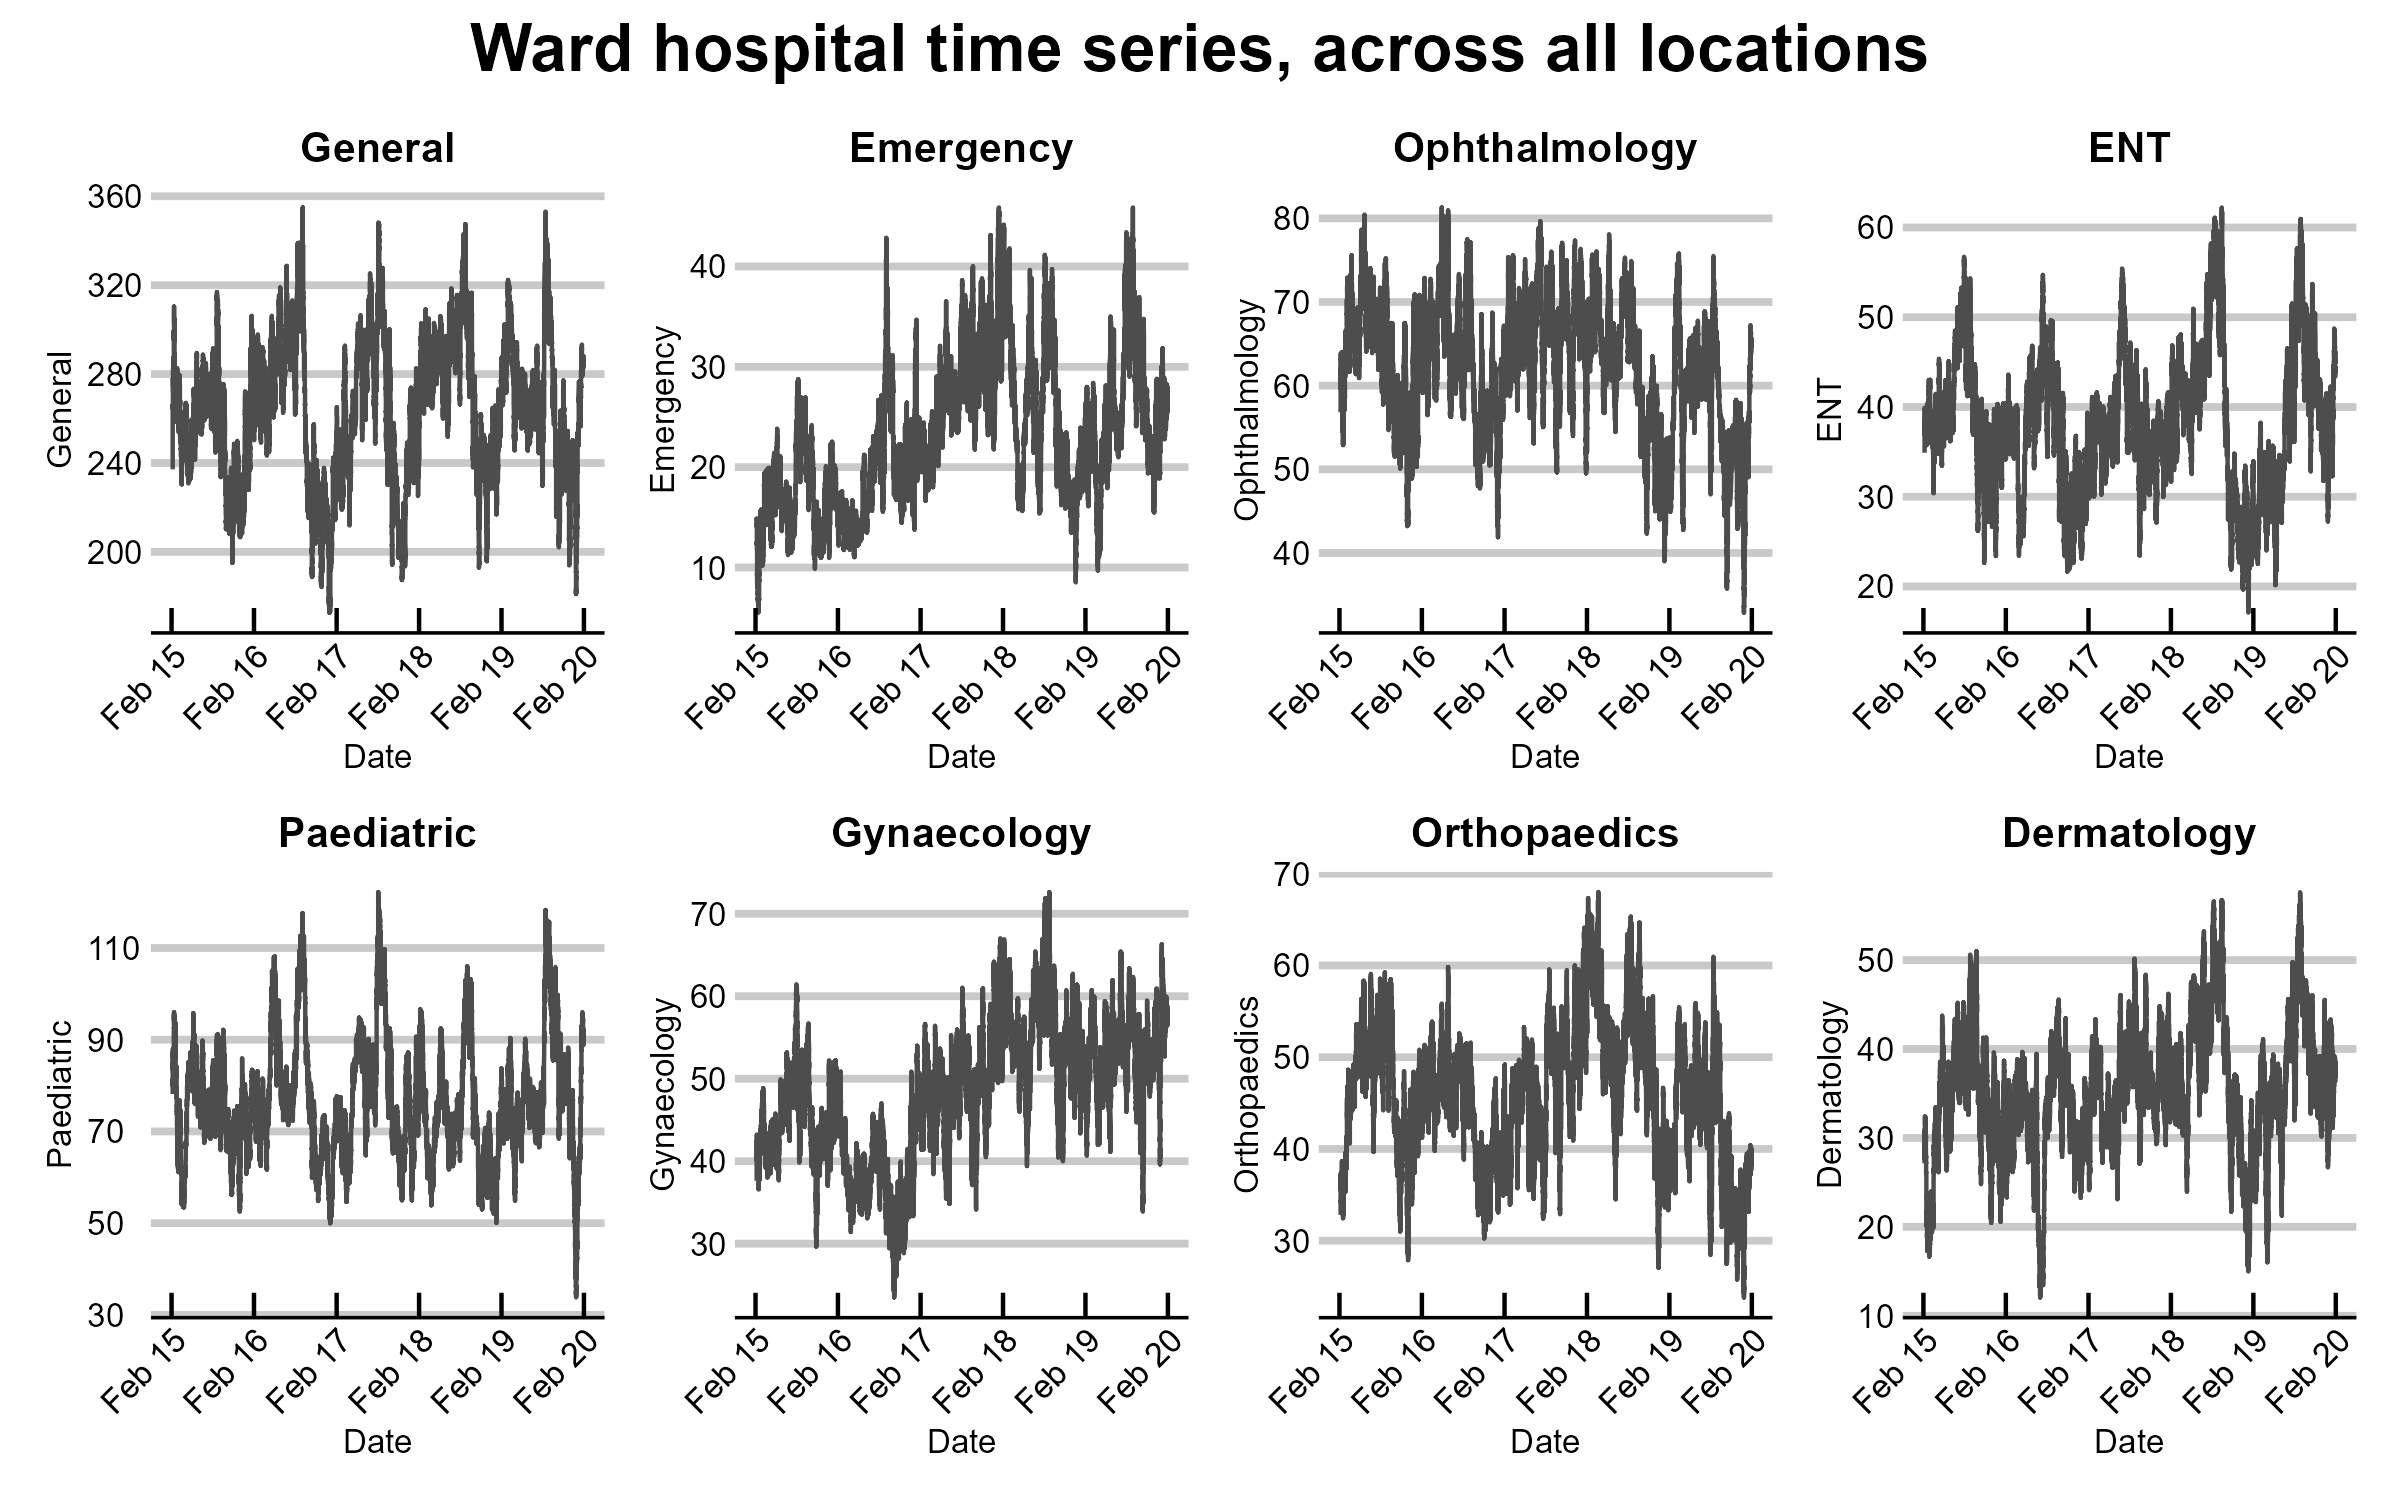 Ward hospital time series, across all locations
General
Emergency
Ophthalmology
ENT
360
320
280
240
200
General
Feb 15
Feb 16
Feb 17
Feb 18
Feb 19
Feb 20
Date
40
30
20
10
Emergency
Feb 15
Feb 16
Feb 17
Feb 18
Feb 19
Feb 20
Date
80
70
60
50
40
Ophthalmology
Feb 15
Feb 16
Feb 17
Feb 18
Feb 19
Feb 20
Date
60
50
40
30
20
ENT
Feb 15
Feb 16
Feb 17
Feb 18
Feb 19
Feb 20
Date
Paediatric
Gynaecology
Orthopaedics
Dermatology
110
90
70
50
30
Paediatric
Feb 15
Feb 16
Feb 17
Feb 18
Feb 19
Feb 20
Date
70
60
50
40
30
Gynaecology
Feb 15
Feb 16
Feb 17
Feb 18
Feb 19
Feb 20
Date
70
60
50
40
30
Orthopaedics
Feb 15
Feb 16
Feb 17
Feb 18
Feb 19
Feb 20
Date
50
40
30
20
10
Dermatology
Feb 15
Feb 16
Feb 17
Feb 18
Feb 19
Feb 20
Date